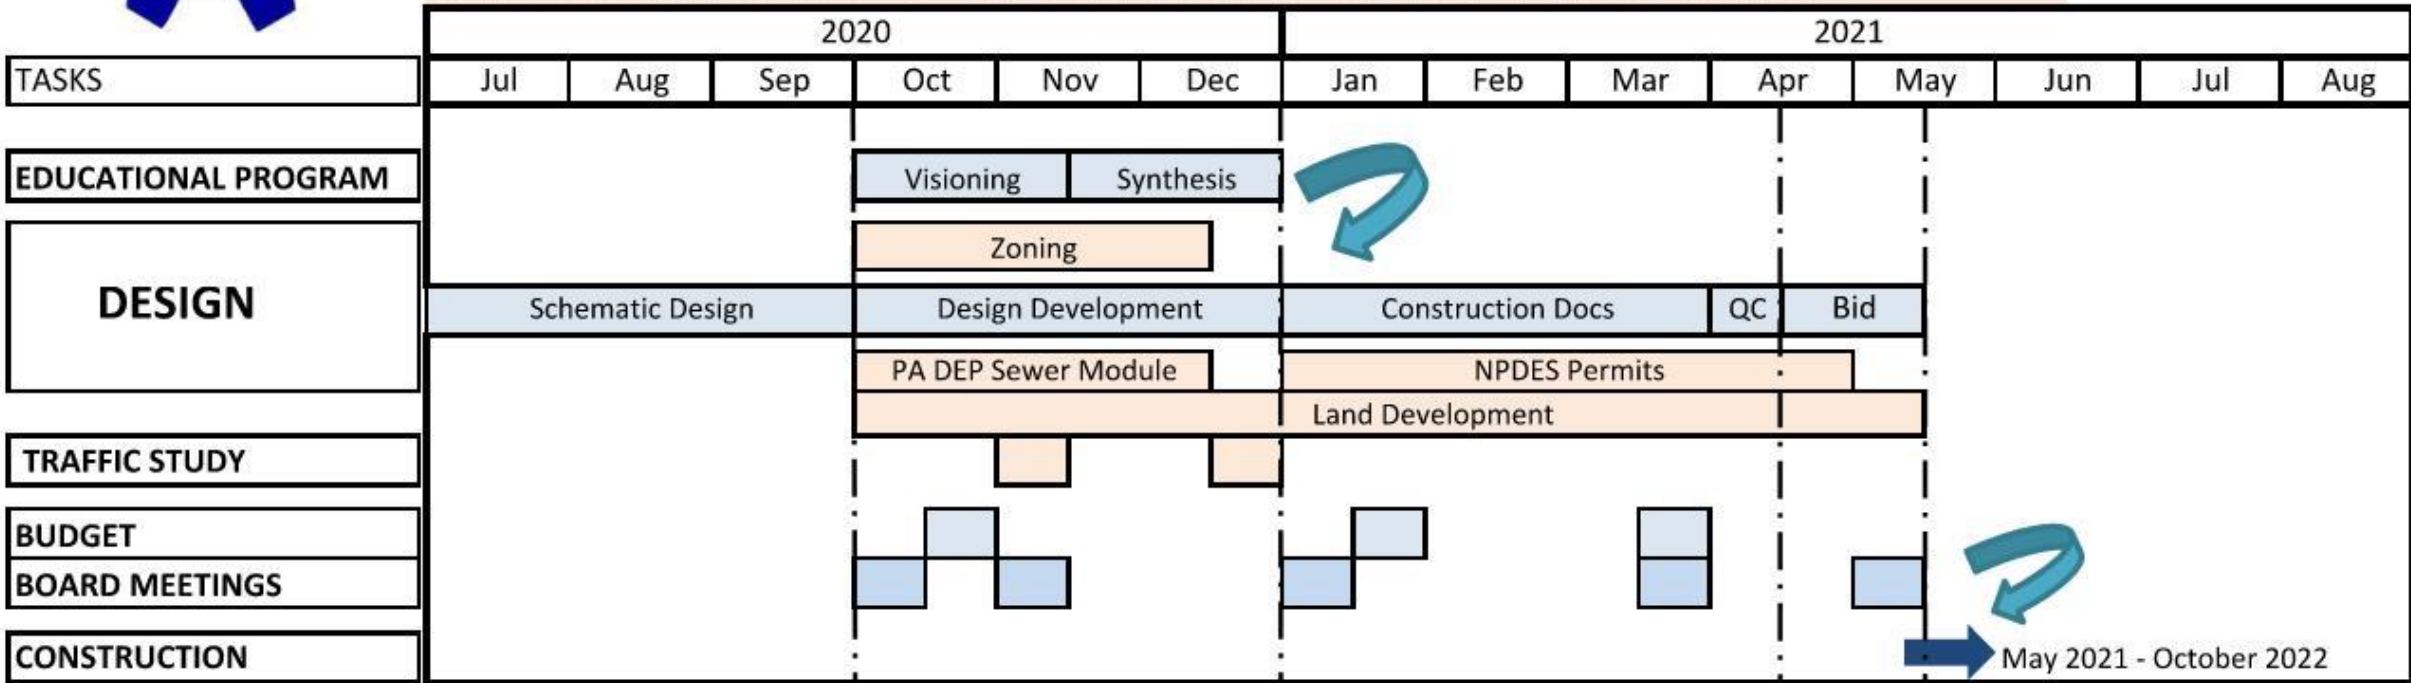 2020 2021
TASKS Jul Aug Sep Oct Nov Dec Jan Feb Mar Apr May Jun Jul Aug
EDUCATIONAL PROGRAM Visioning Synthesis
Zoning
DESIGN Schematic Design Design Development Construction Docs QC Bid
PA DEP Sewer Module NPDES Permits
Land Development
TRAFFIC STUDY
BUDGET
BOARD MEETINGS
CONSTRUCTION May 2021 - October 2022